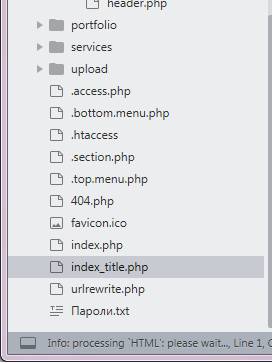 header.php
portfolio
services
upload
.access.php
.bottom.menu.php
.htaccess
.section.php
.top.menu.php
404.php
favicon.ico
index.php
index_title.php
urlrewrite.php
Пароли.txt
Info: processing `HTML`: please wait..., Line 1,